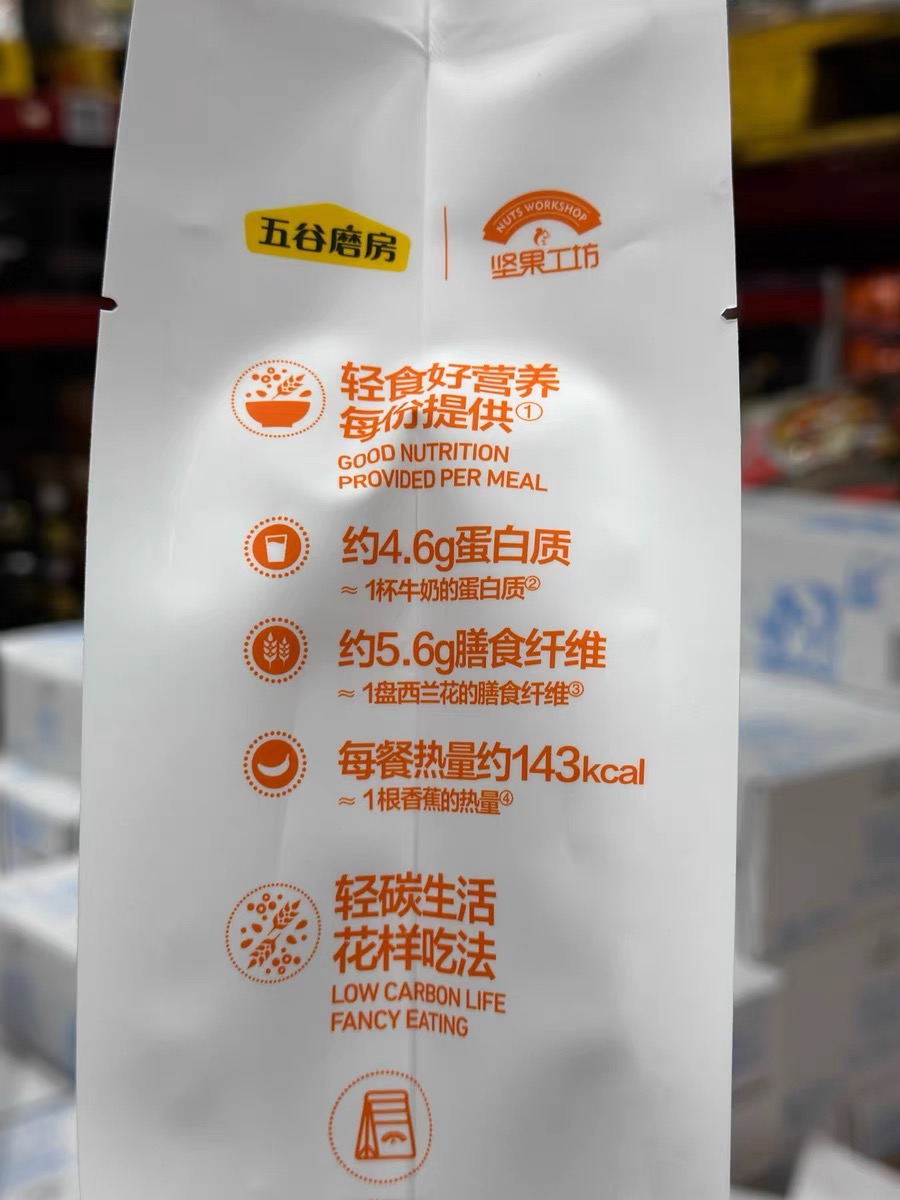 五谷磨房
NUTS WORKSHOP
坚果工坊
轻食好营养
每份提供①
GOOD NUTRITION
PROVIDED PER MEAL
约4.6g蛋白质
≈ 1杯牛奶的蛋白质②
约5.6g膳食纤维
≈ 1盘西兰花的膳食纤维③
每餐热量约143kcal
≈ 1根香蕉的热量④
轻碳生活
花样吃法
LOW CARBON LIFE
FANCY EATING